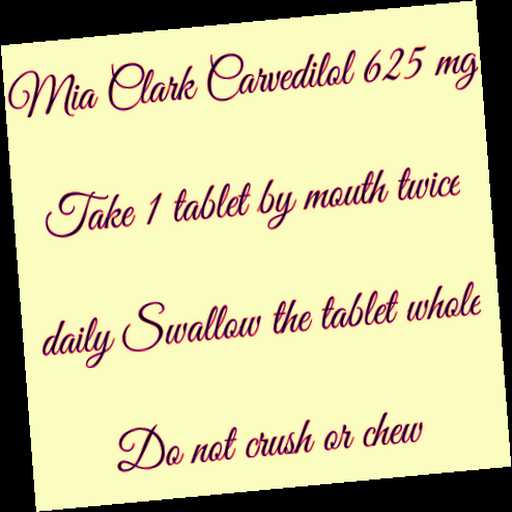 Mia Clark Carvedilol 625 mg
Take 1 tablet by mouth twice
daily Swallow the tablet whole
Do not crush or chew